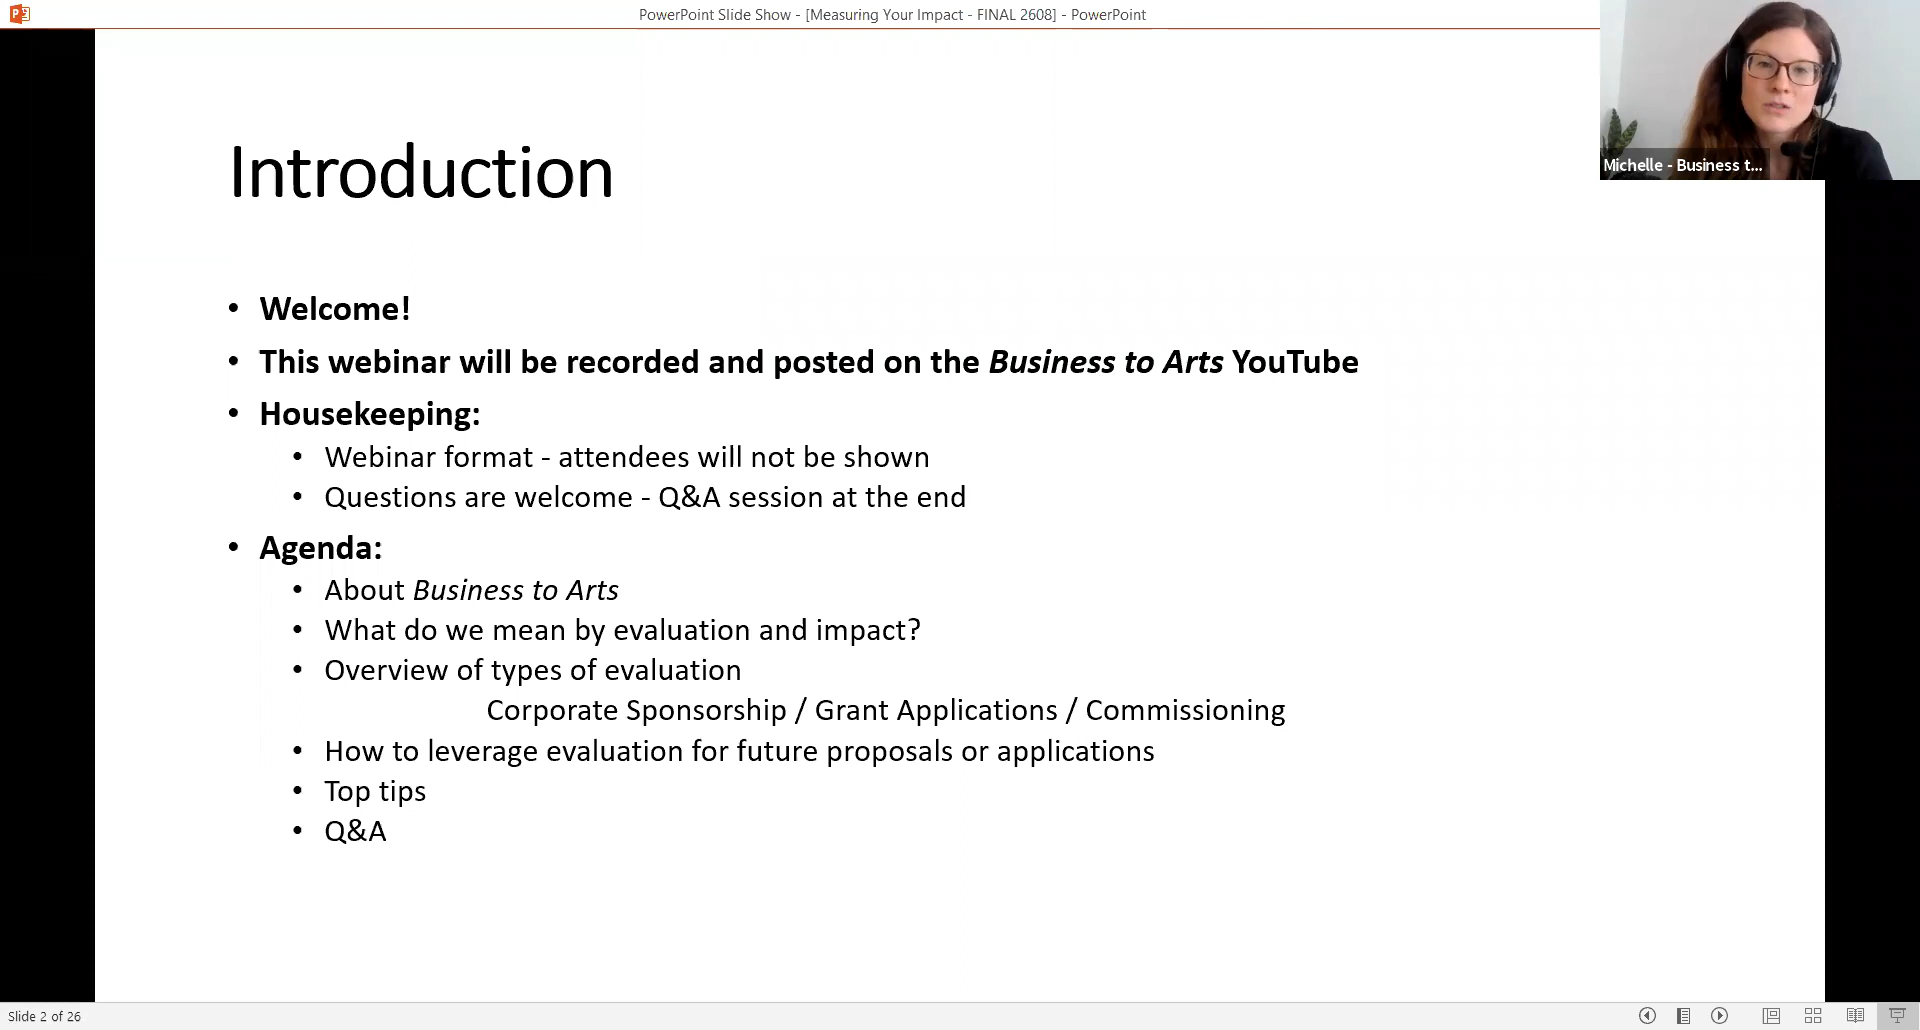 PowerPoint Slide Show - [Measuring Your Impact - FINAL 2608] - PowerPoint
Michelle - Business t...
Introduction
• Welcome!
• This webinar will be recorded and posted on the Business to Arts YouTube
• Housekeeping:
• Webinar format - attendees will not be shown
• Questions are welcome - Q&A session at the end
• Agenda:
• About Business to Arts
• What do we mean by evaluation and impact?
• Overview of types of evaluation
Corporate Sponsorship / Grant Applications / Commissioning
• How to leverage evaluation for future proposals or applications
• Top tips
• Q&A
Slide 2 of 26